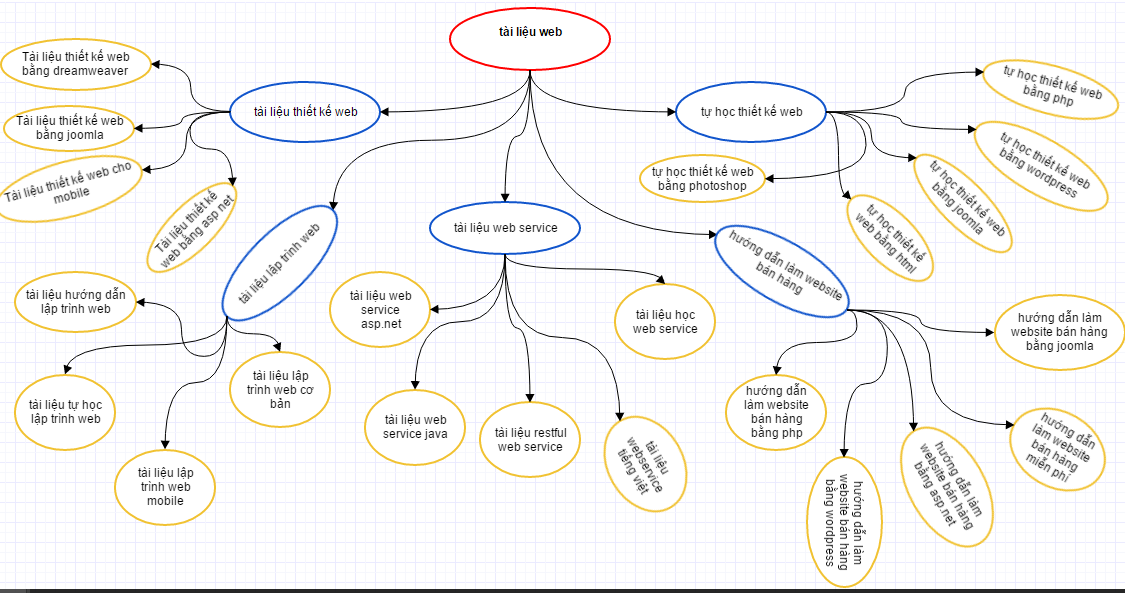 tài liệu web
tài liệu thiết kế web
Tài liệu thiết kế web
bằng dreamweaver
Tài liệu thiết kế web
bằng joomla
Tài liệu thiết kế web cho
mobile
Tài liệu thiết kế
web bằng asp net
tài liệu lập trình web
tài liệu hướng dẫn
lập trình web
tài liệu tự học
lập trình web
tài liệu lập
trình web
mobile
tài liệu lập
trình web cơ
bản
tài liệu web service
tài liệu web
service
asp.net
tài liệu web
service java
tài liệu restful
web service
tài liệu
webservice
tiếng việt
tài liệu học
web service
hướng dẫn làm website
bán hàng
hướng dẫn
làm website
bán hàng
bằng php
hướng dẫn làm
website bán hàng
bằng wordpress
hướng dẫn làm
website bán hàng
bằng asp.net
hướng dẫn
làm website
bán hàng
miễn phí
hướng dẫn làm
website bán hàng
bằng joomla
tự học thiết kế web
tự học thiết kế web
bằng photoshop
tự học thiết kế
web bằng html
tự học thiết kế web
bằng joomla
tự học thiết kế web
bằng wordpress
tự học thiết kế web
bằng php